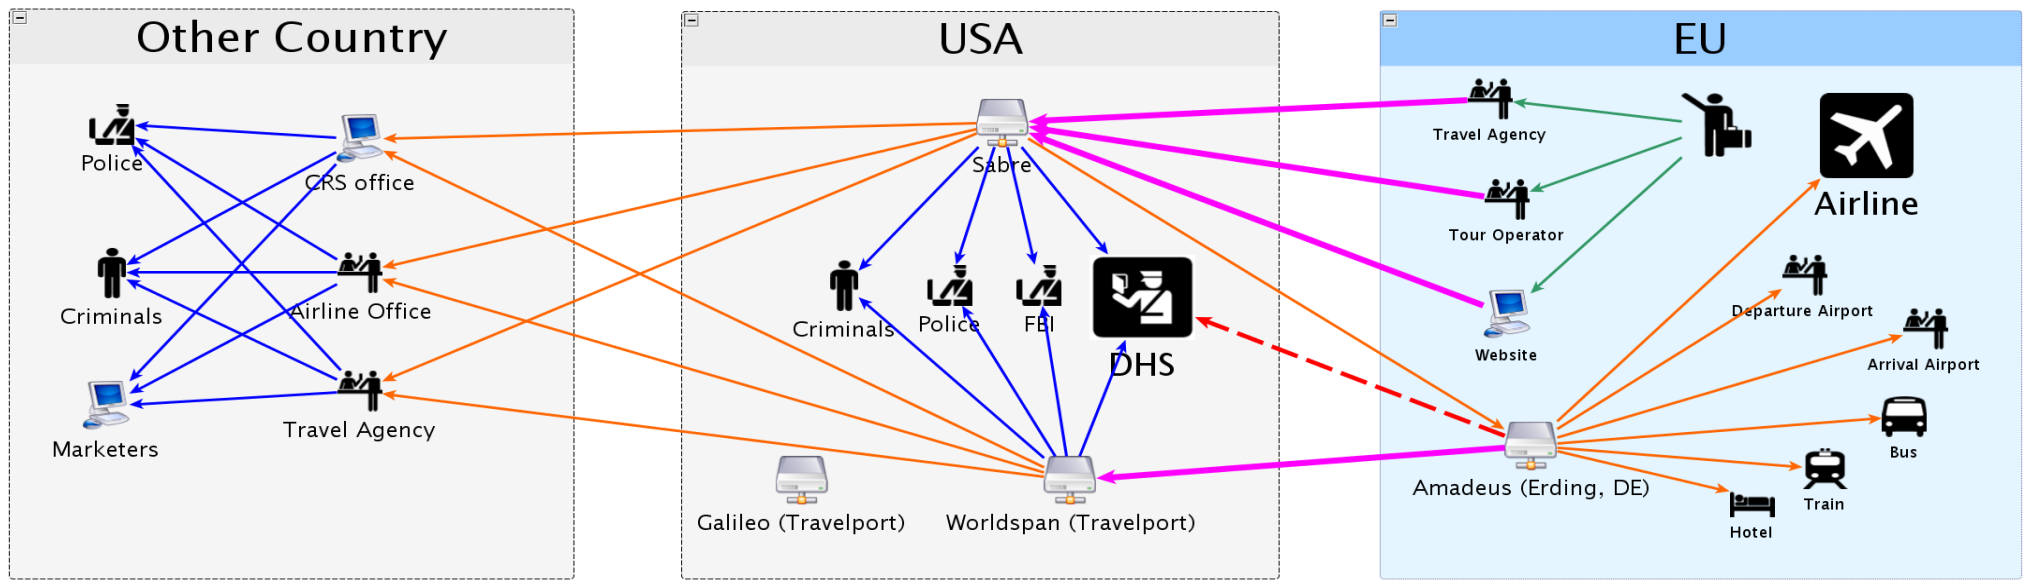 Other Country
USA
EU
Police
CRS office
Criminals
Airline Office
Marketers
Travel Agency
Sabre
Criminals
Police
FBI
DHS
Galileo (Travelport)
Worldspan (Travelport)
Travel Agency
Tour Operator
Website
Airline
Departure Airport
Arrival Airport
Bus
Train
Hotel
Amadeus (Erding, DE)